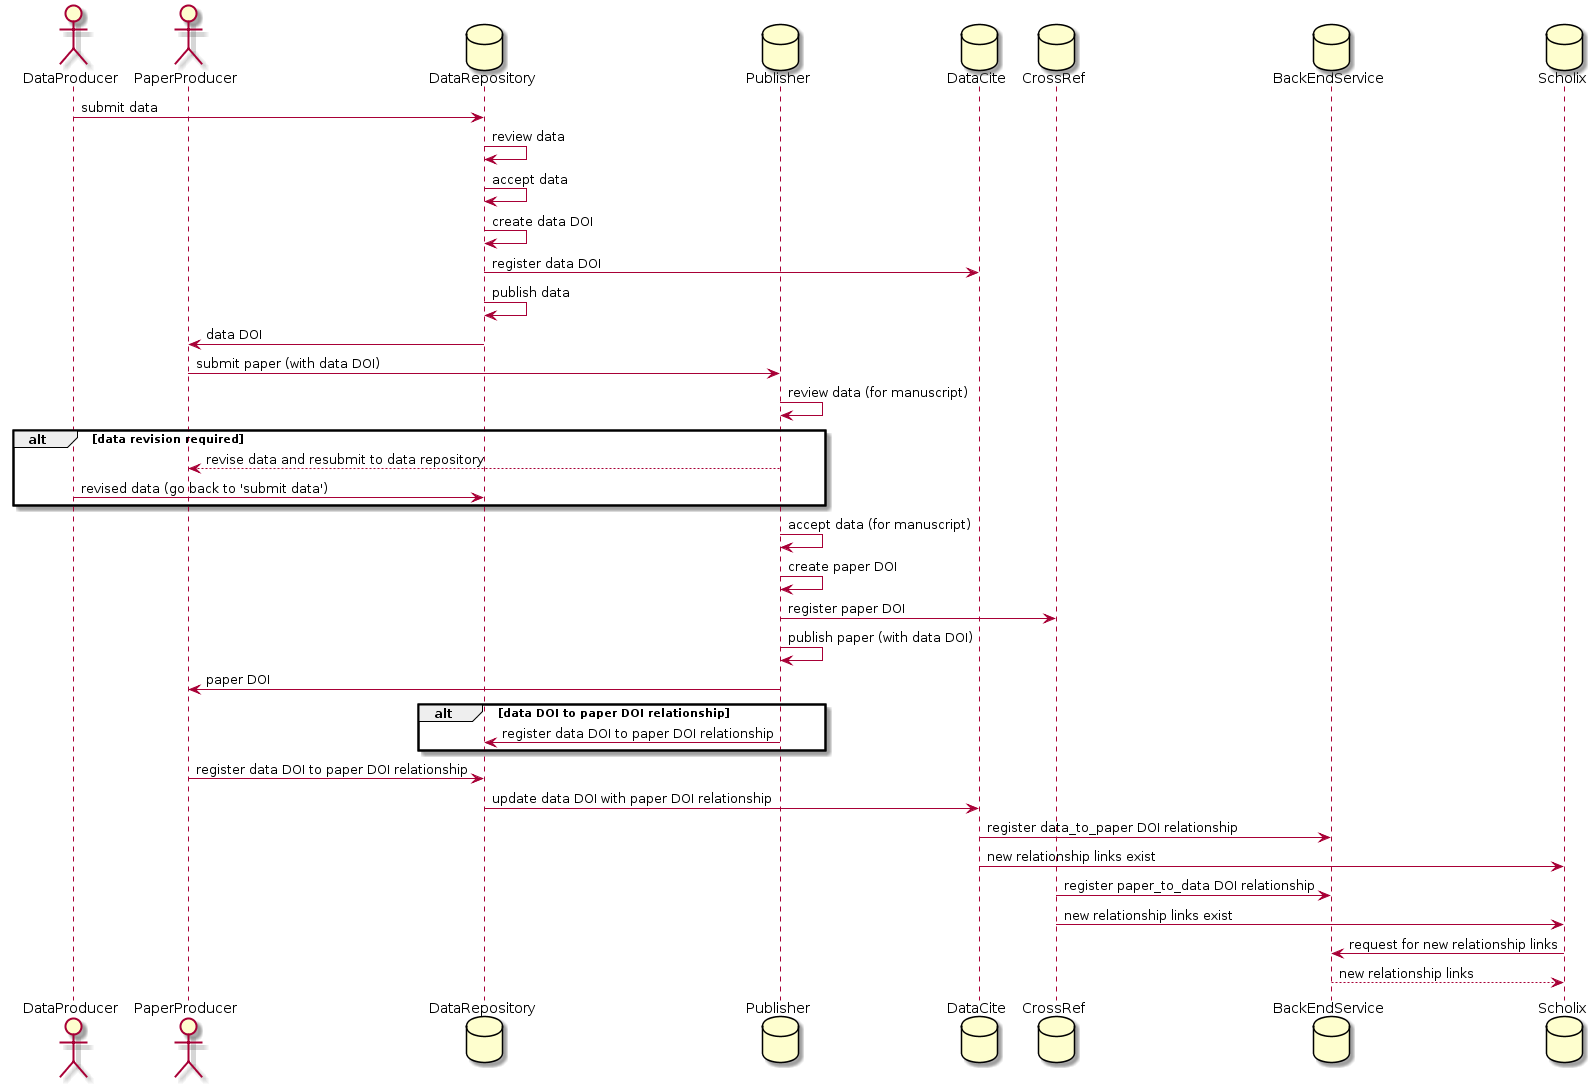 DataProducer PaperProducer DataRepository Publisher DataCite CrossRef BackEndService Scholix
submit data
review data
accept data
create data DOI
register data DOI
publish data
data DOI
submit paper (with data DOI)
review data (for manuscript)
alt [data revision required]
revise data and resubmit to data repository
revised data (go back to 'submit data')
accept data (for manuscript)
create paper DOI
register paper DOI
publish paper (with data DOI)
paper DOI
alt [data DOI to paper DOI relationship]
register data DOI to paper DOI relationship
register data DOI to paper DOI relationship
update data DOI with paper DOI relationship
register data_to_paper DOI relationship
new relationship links exist
register paper_to_data DOI relationship
new relationship links exist
request for new relationship links
new relationship links
DataProducer PaperProducer DataRepository Publisher DataCite CrossRef BackEndService Scholix